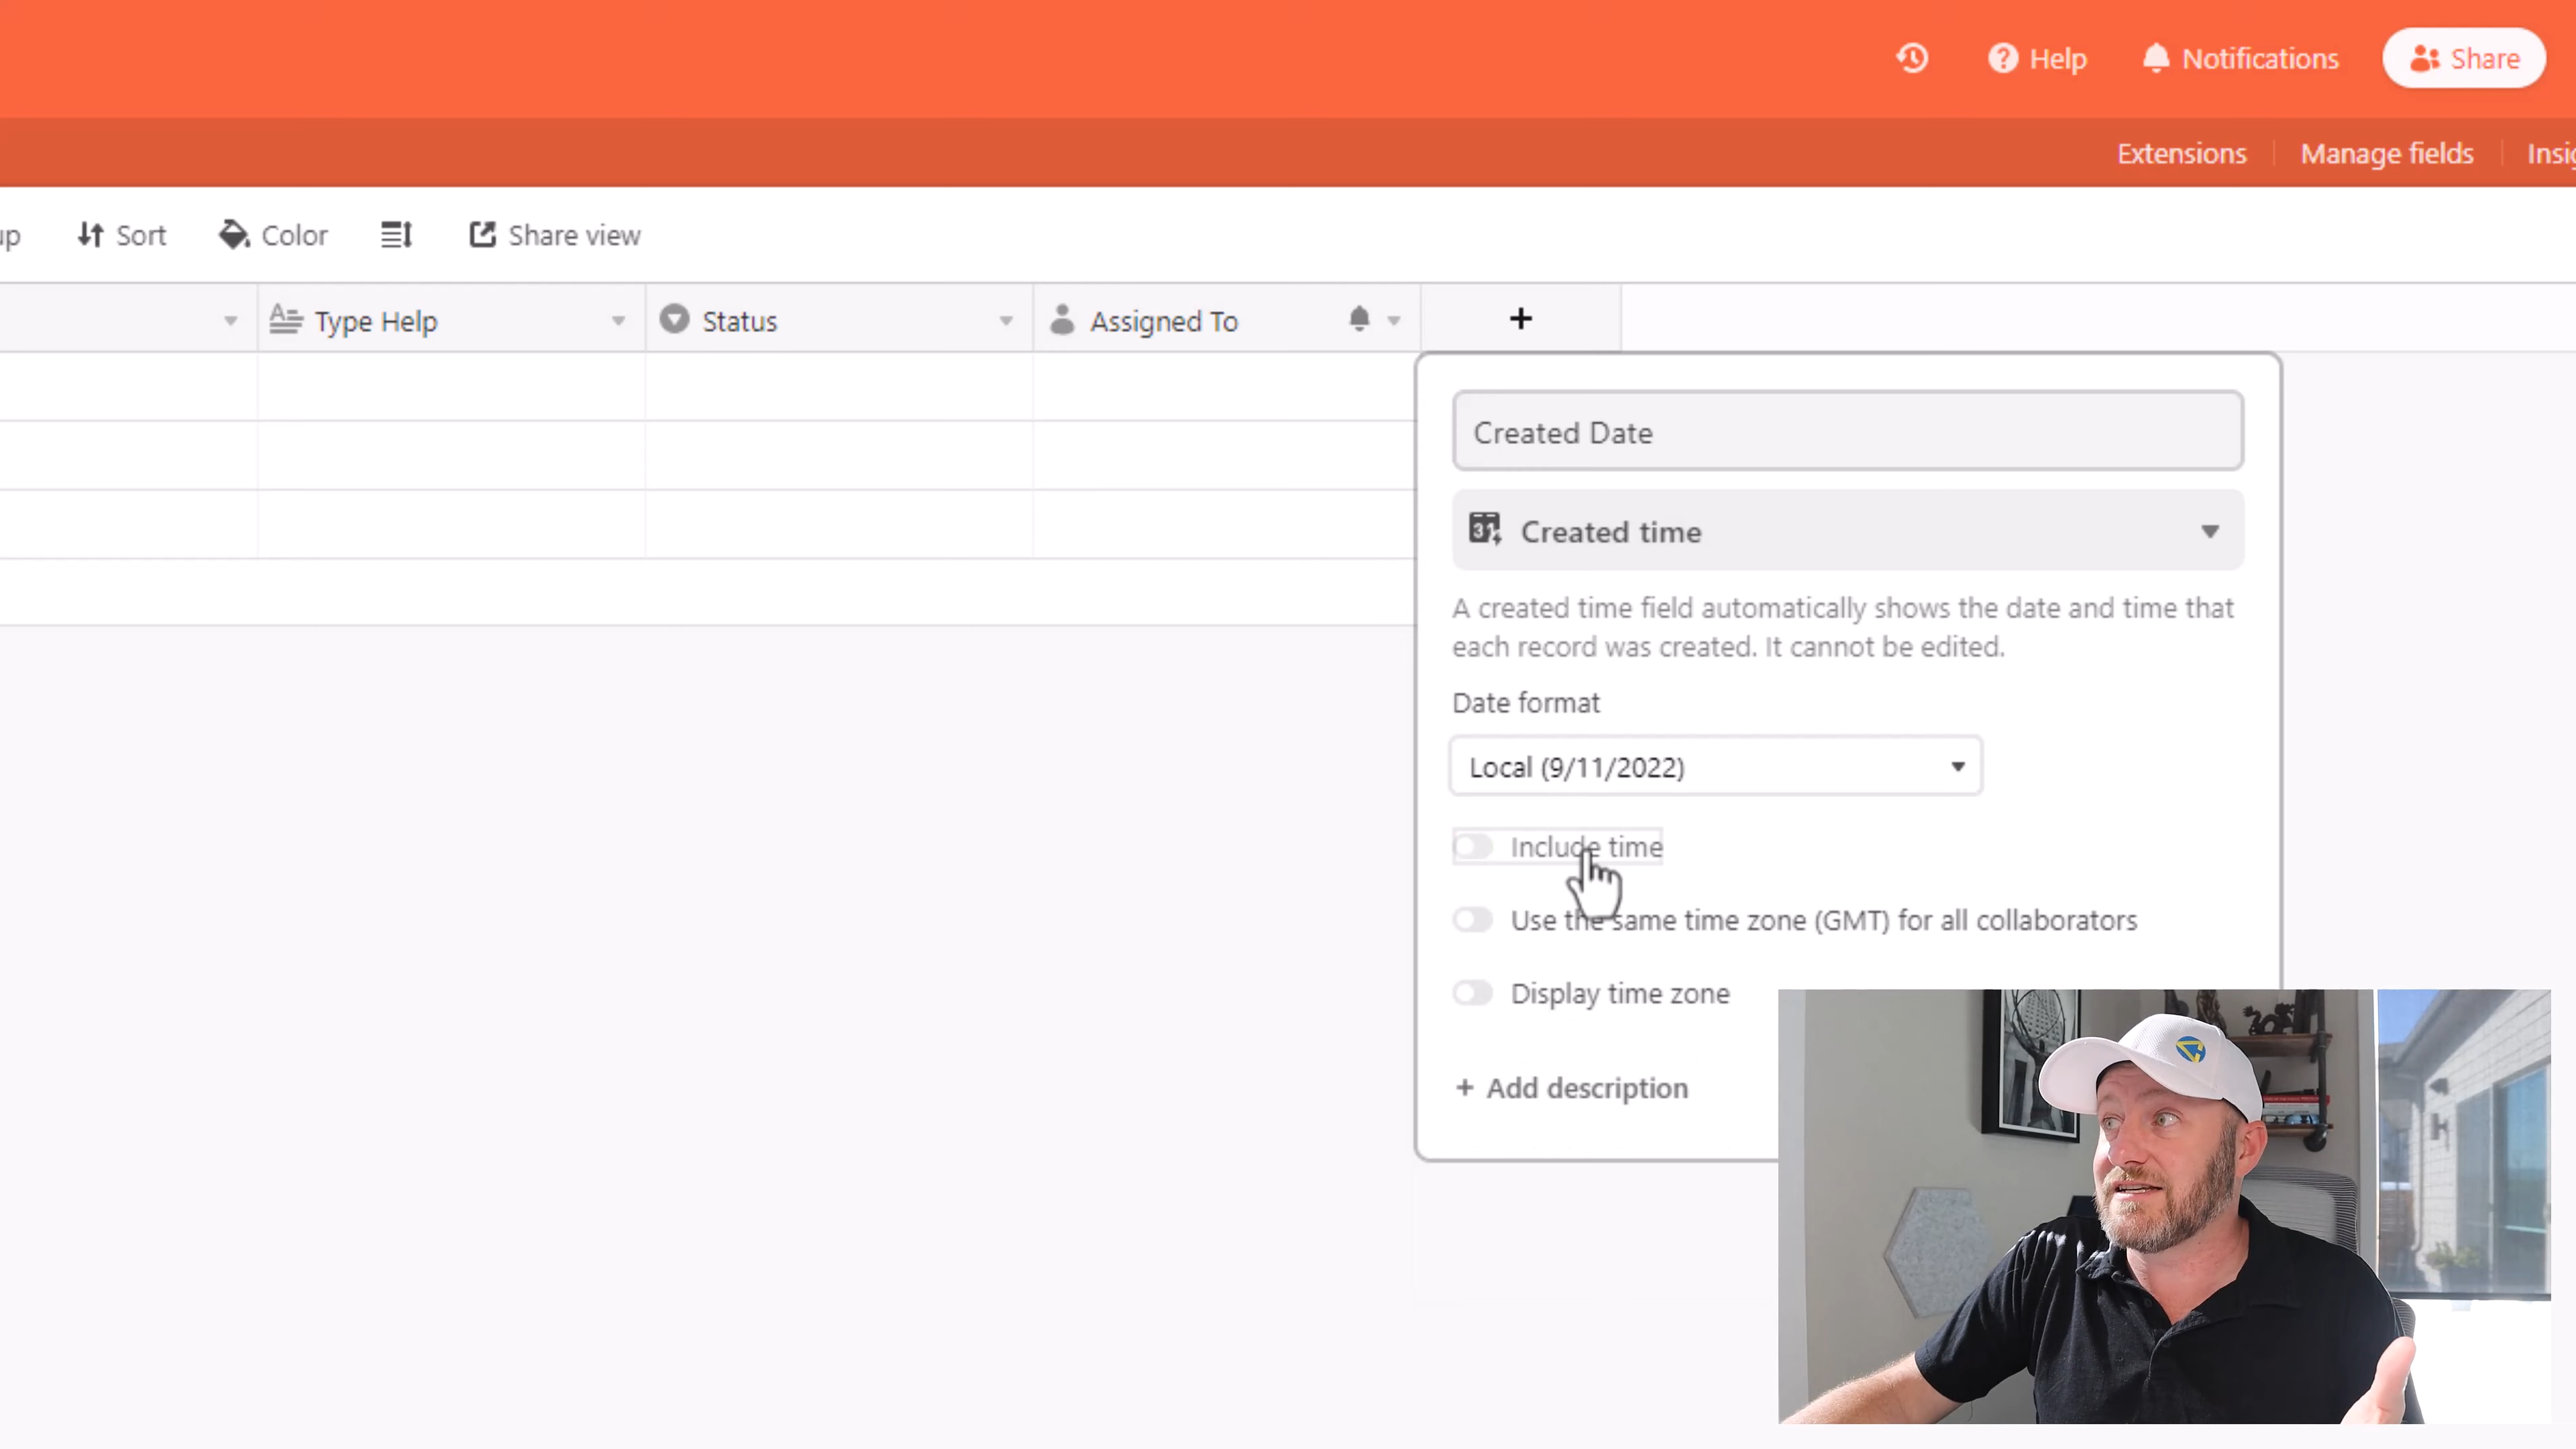 Help Notifications Share
Extensions Manage fields
up Sort Color Share view
Type Help Status Assigned To +
Created Date
31 Created time
A created time field automatically shows the date and time that
each record was created. It cannot be edited.
Date format
Local (9/11/2022)
Include time
Use the same time zone (GMT) for all collaborators
Display time zone
+ Add description